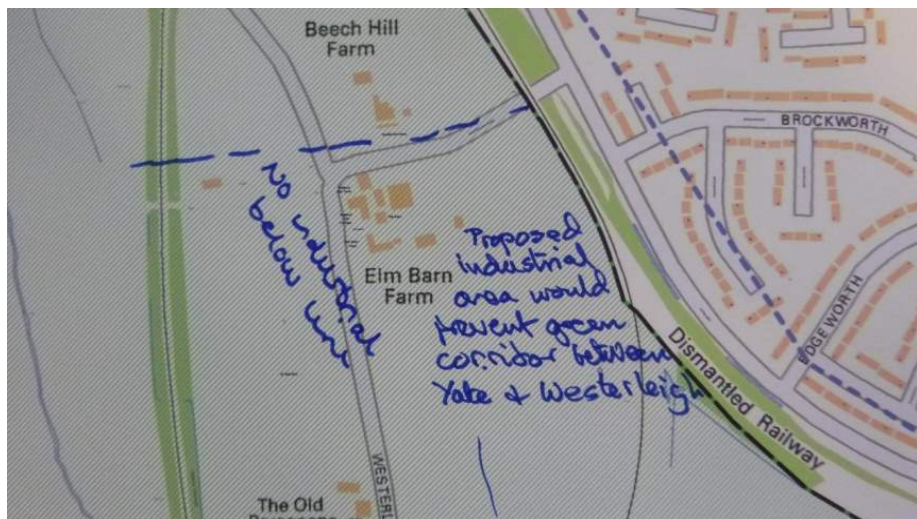 Beech Hill
Farm
BROCKWORTH
No industrial
below line
Elm Barn
Farm
Proposed
industrial
area would
prevent green
corridor between
Yate & Westerleigh
EDGEWORTH
Dismantled Railway
WESTERL
The Old